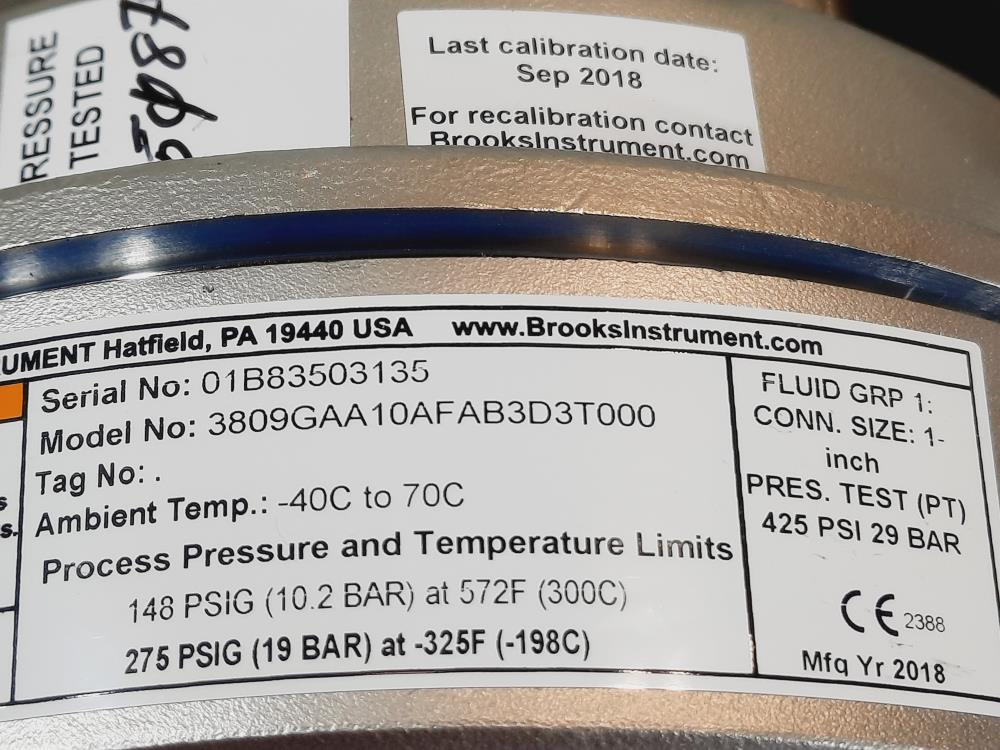 RESSURE
TESTED
Last calibration date:
Sep 2018
For recalibration contact
BrooksInstrument.com
UMENT Hatfield, PA 19440 USA www.BrooksInstrument.com
Serial No: 01B83503135
Model No: 3809GAA10AFAB3D3T000
Tag No: .
Ambient Temp.: -40C to 70C
Process Pressure and Temperature Limits
148 PSIG (10.2 BAR) at 572F (300C)
275 PSIG (19 BAR) at -325F (-198C)
FLUID GRP 1:
CONN. SIZE: 1-
inch
PRES. TEST (PT)
425 PSI 29 BAR
CE 2388
Mfg Yr 2018